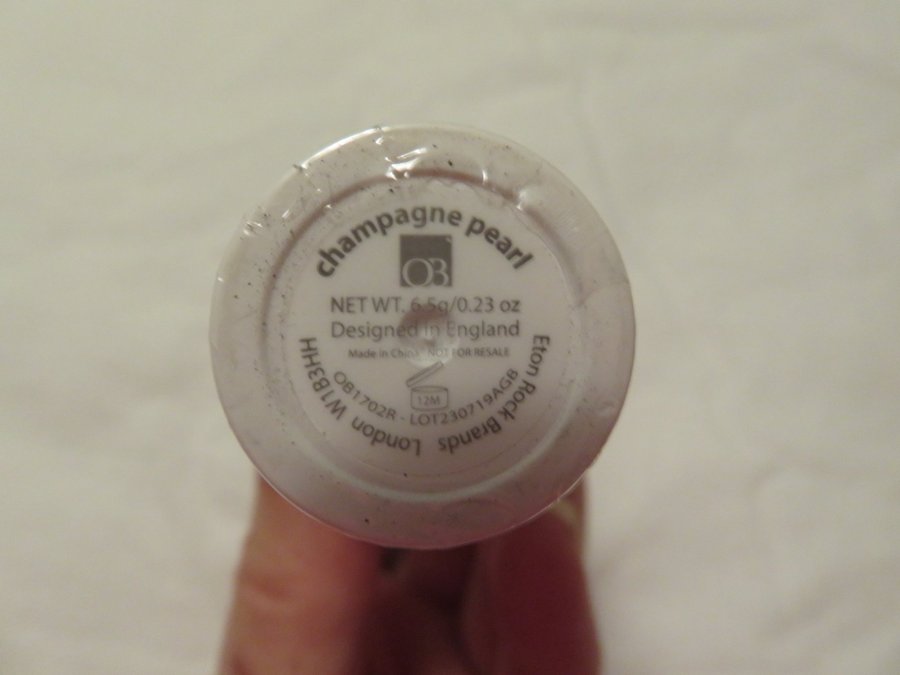 champagne pearl
OB
NET WT. 6.5g/0.23 oz
Designed in England
Made in China NOT FOR RESALE
12M
OB1702R - LOT230719AGB
Eton Rock Brands London W1B3HH